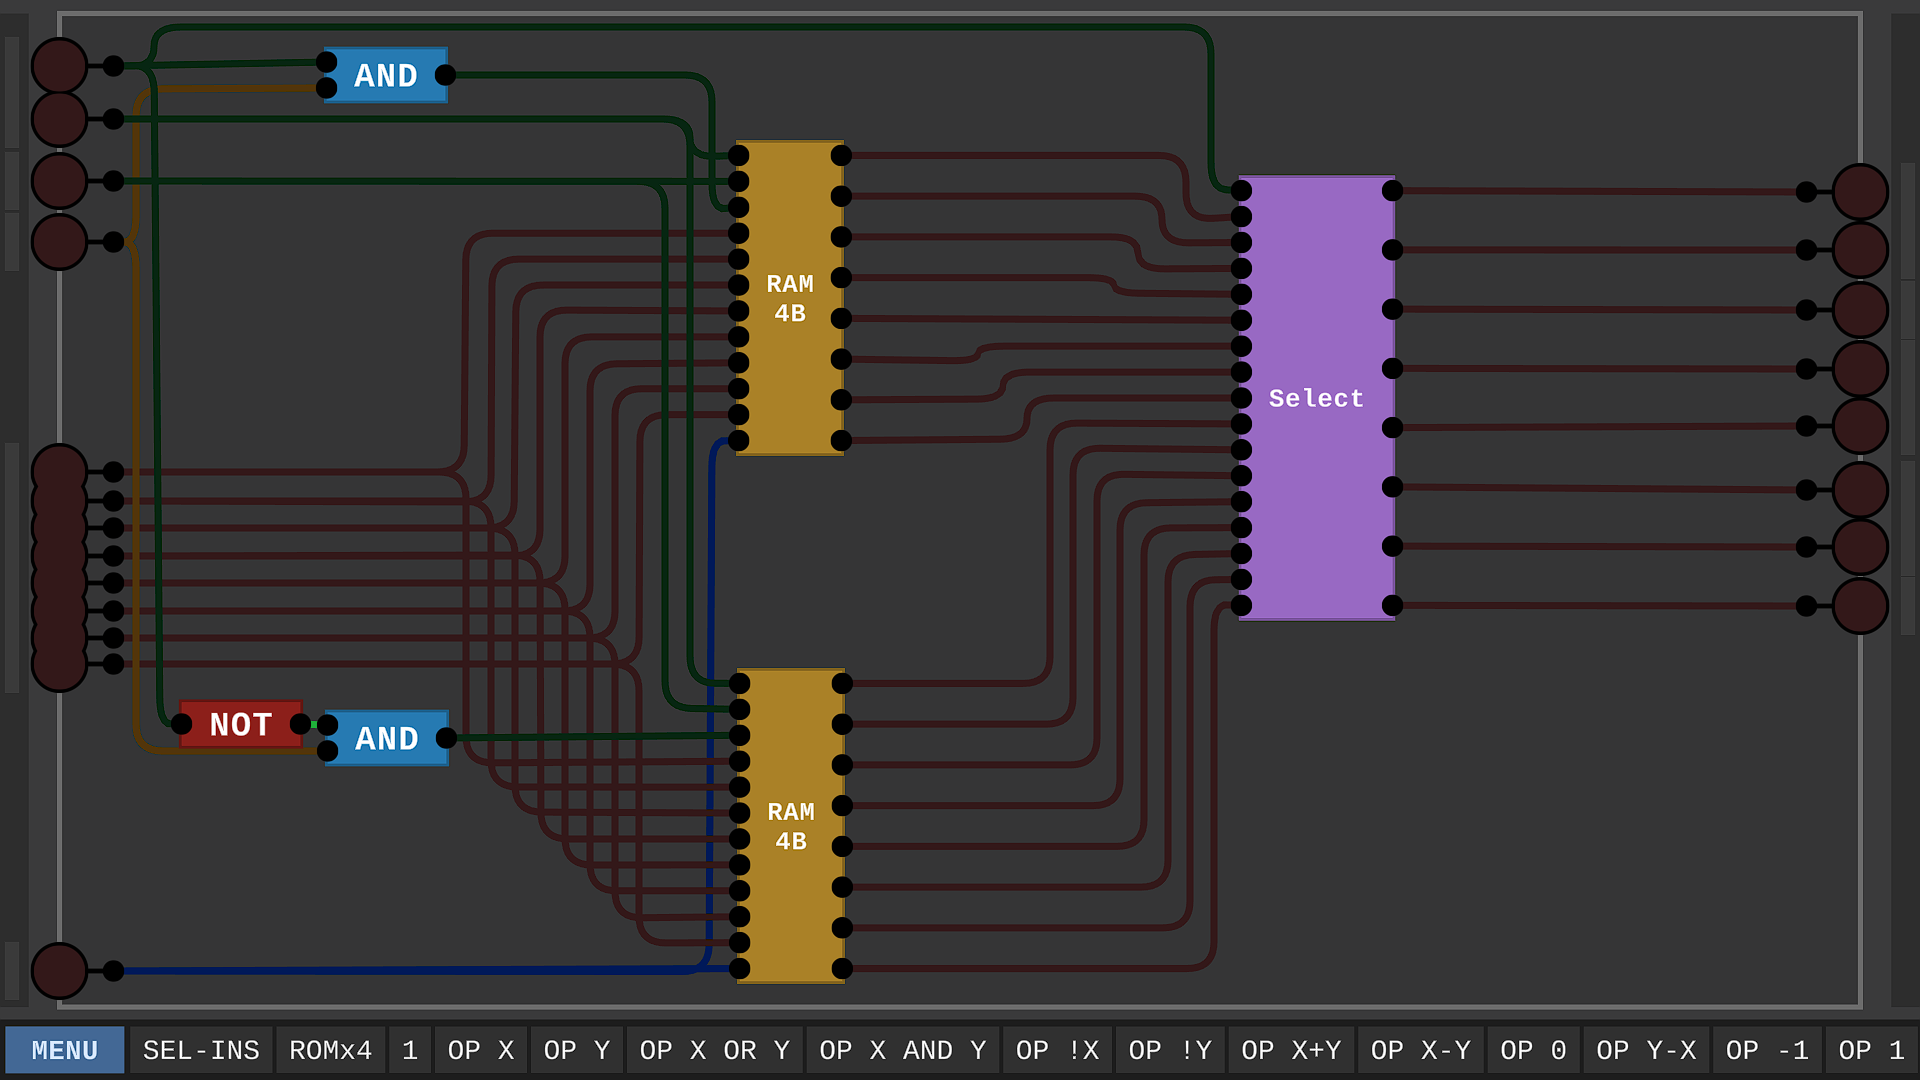 AND
RAM
4B
Select
NOT
AND
RAM
4B
MENU
SEL-INS
ROMx4
1
OP X
OP Y
OP X OR Y
OP X AND Y
OP !X
OP !Y
OP X+Y
OP X-Y
OP 0
OP Y-X
OP -1
OP 1